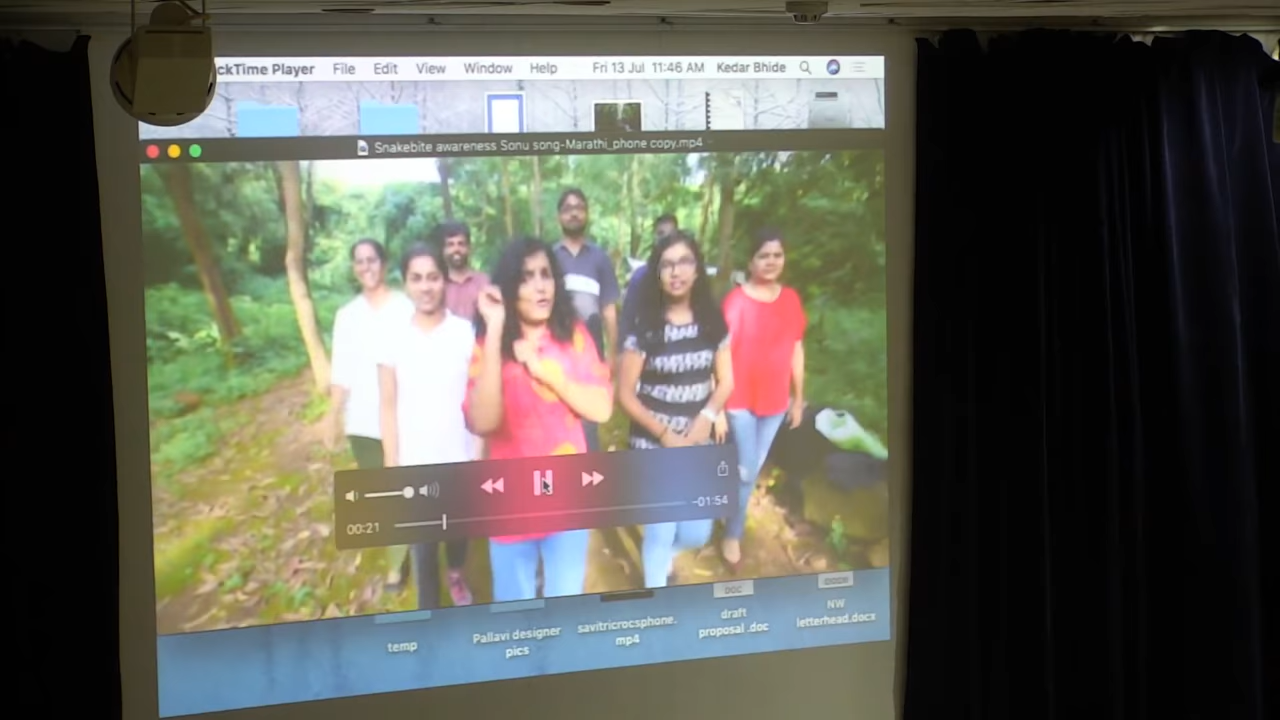 ckTime Player File Edit View Window Help Fri 13 Jul 11:46 AM Kedar Bhide
Snakebite awareness Sonu song-Marathi_phone copy.mp4
00:21
-01:54
temp
Pallavi designer
pics
savitricrocsphone.
mp4
DOC
draft
proposal .doc
DOCX
NW
letterhead.docx